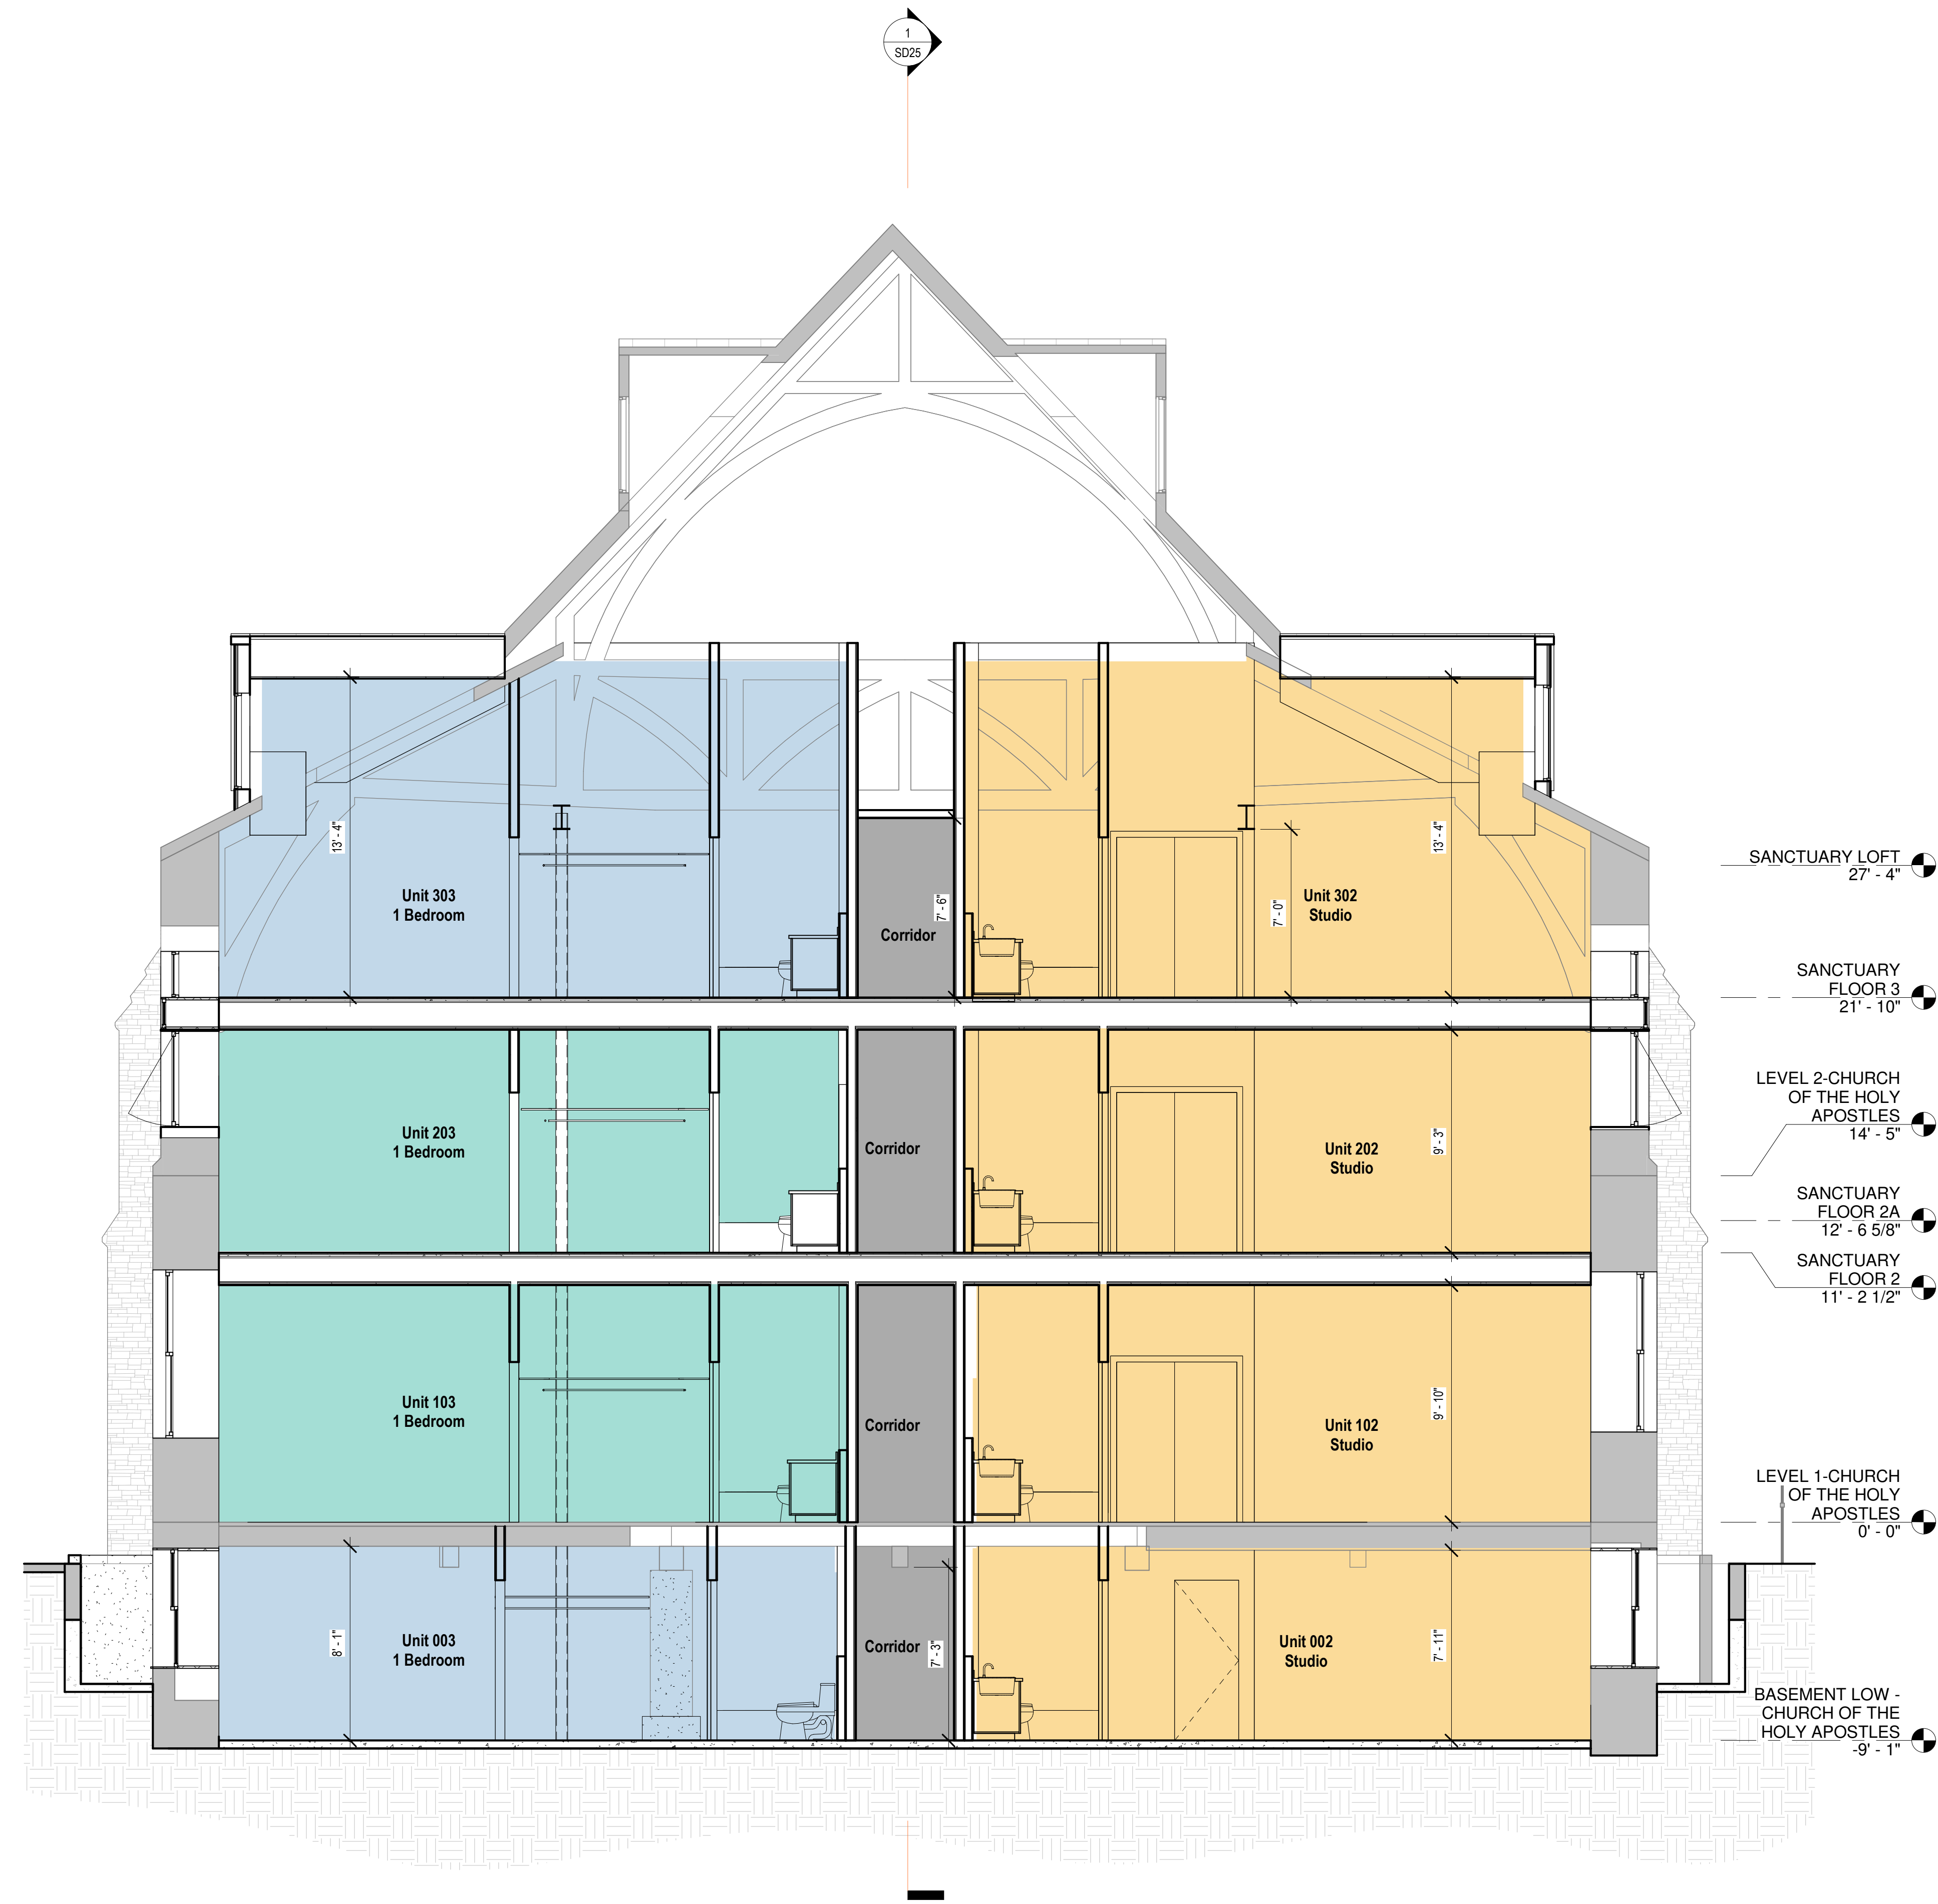 1
SD25
13' - 4"
13' - 4"
SANCTUARY LOFT
27' - 4"
Unit 303
1 Bedroom
7' - 6"
Corridor
7' - 0"
Unit 302
Studio
SANCTUARY
FLOOR 3
21' - 10"
LEVEL 2-CHURCH
OF THE HOLY
APOSTLES
14' - 5"
Unit 203
1 Bedroom
Corridor
Unit 202
Studio
9' - 3"
SANCTUARY
FLOOR 2A
12' - 6 5/8"
SANCTUARY
FLOOR 2
11' - 2 1/2"
Unit 103
1 Bedroom
Corridor
Unit 102
Studio
9' - 10"
LEVEL 1-CHURCH
OF THE HOLY
APOSTLES
0' - 0"
8' - 1"
Unit 003
1 Bedroom
Corridor
7' - 3"
Unit 002
Studio
7' - 11"
BASEMENT LOW -
CHURCH OF THE
HOLY APOSTLES
-9' - 1"